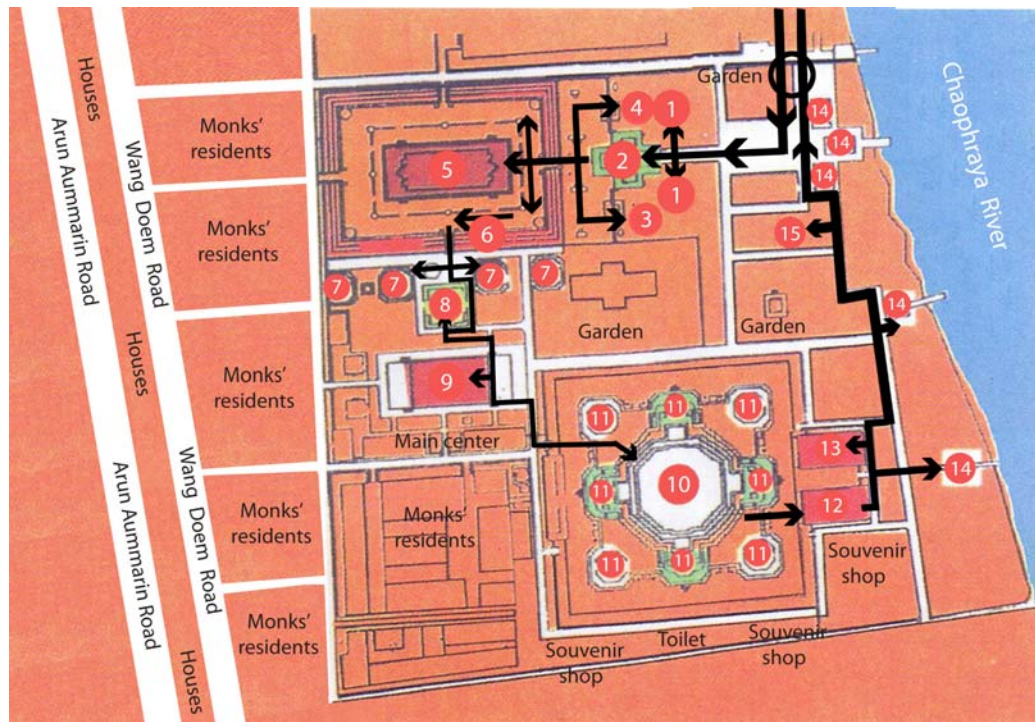 Garden
Chaophraya River
Houses
Arun Aummarin Road
Wang Doem Road
Monks'
residents
4
1
14
14
2
5
14
1
3
6
15
Monks'
residents
7
7
7
7
8
14
Garden
Garden
Houses
Monks'
residents
9
11
11
11
Main center
13
14
10
11
11
12
Arun Aummarin Road
Wang Doem Road
Monks'
residents
Monks'
residents
11
11
11
Souvenir
shop
Monks'
residents
Souvenir
shop
Toilet
Souvenir
shop
Houses